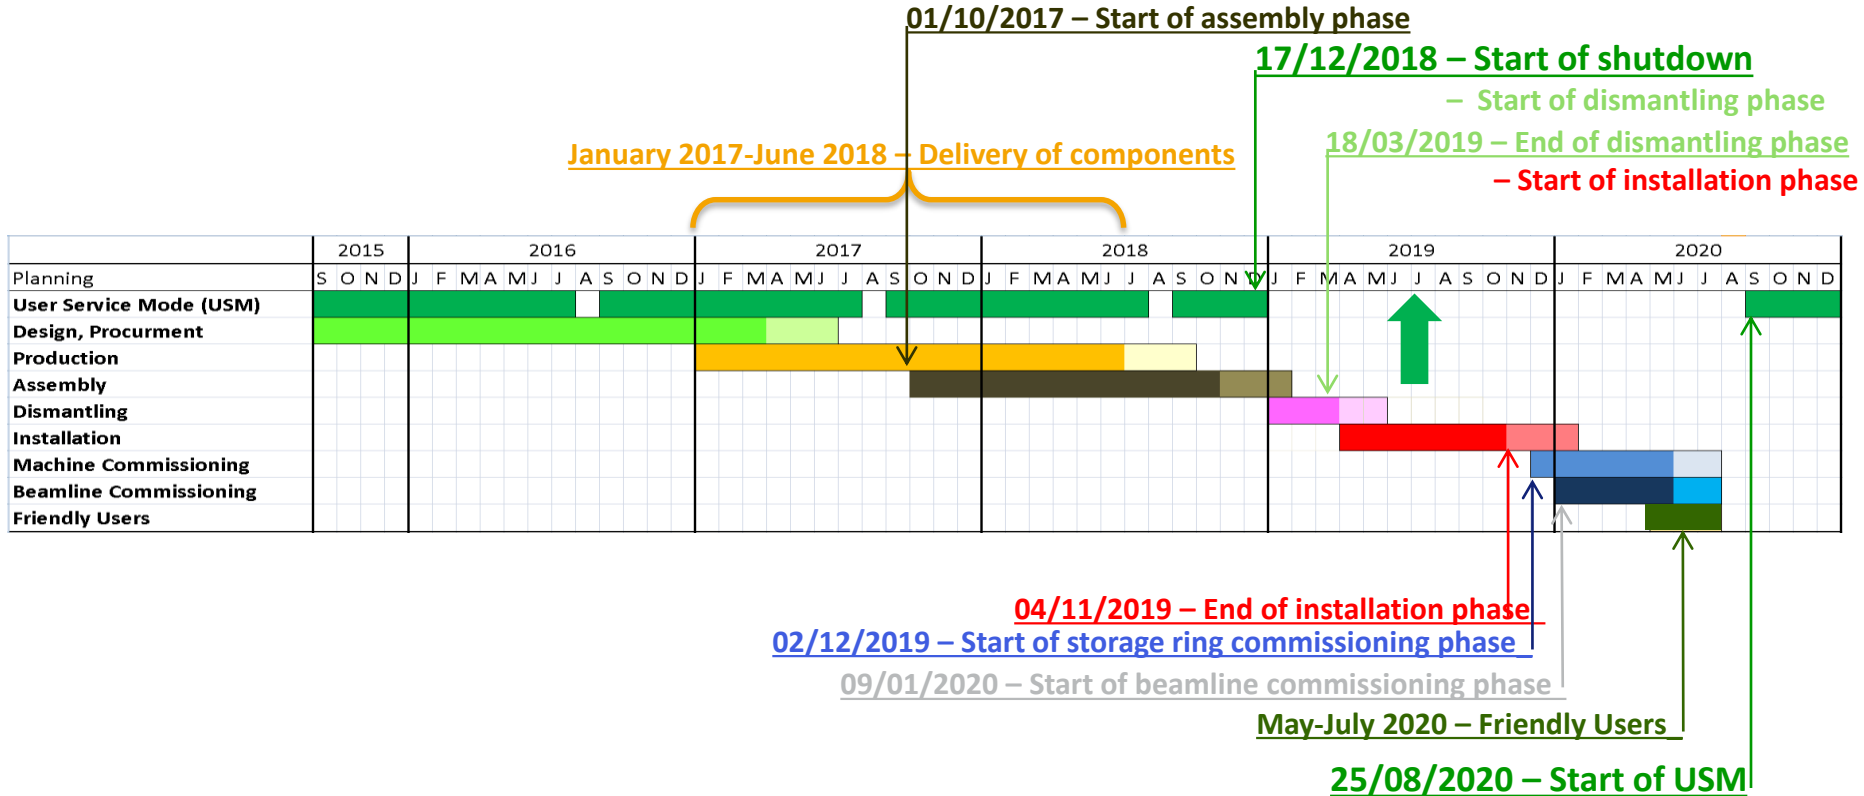 01/10/2017 – Start of assembly phase
17/12/2018 – Start of shutdown
– Start of dismantling phase
January 2017-June 2018 – Delivery of components
18/03/2019 – End of dismantling phase
– Start of installation phase
2015 2016 2017 2018 2019 2020
Planning S O N D J F M A M J J A S O N D J F M A M J J A S O N D J F M A M J J A S O N D J F M A M J J A S O N D J F M A M J J A S O N D
User Service Mode (USM)
Design, Procurment
Production
Assembly
Dismantling
Installation
Machine Commissioning
Beamline Commissioning
Friendly Users
04/11/2019 – End of installation phase
02/12/2019 – Start of storage ring commissioning phase
09/01/2020 – Start of beamline commissioning phase
May-July 2020 – Friendly Users
25/08/2020 – Start of USM